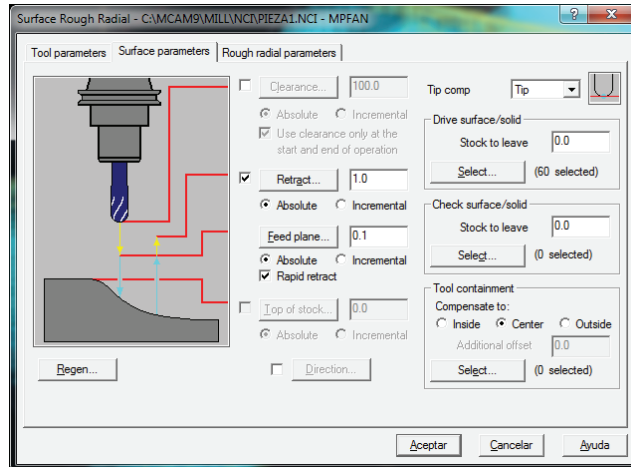 Surface Rough Radial - C:\MCAM9\MILL\NCI\PIEZA1.NCI - MPFAN
Tool parameters
Surface parameters
Rough radial parameters
Clearance...
100.0
Absolute
Incremental
Use clearance only at the
start and end of operation
Retract...
1.0
Absolute
Incremental
Feed plane...
0.1
Absolute
Incremental
Rapid retract
Top of stock...
0.0
Absolute
Incremental
Regen...
Direction...
Tip comp
Tip
Drive surface/solid
Stock to leave
0.0
Select...
(60 selected)
Check surface/solid
Stock to leave
0.0
Select...
(0 selected)
Tool containment
Compensate to:
Inside
Center
Outside
Additional offset
0.0
Select...
(0 selected)
Aceptar
Cancelar
Ayuda